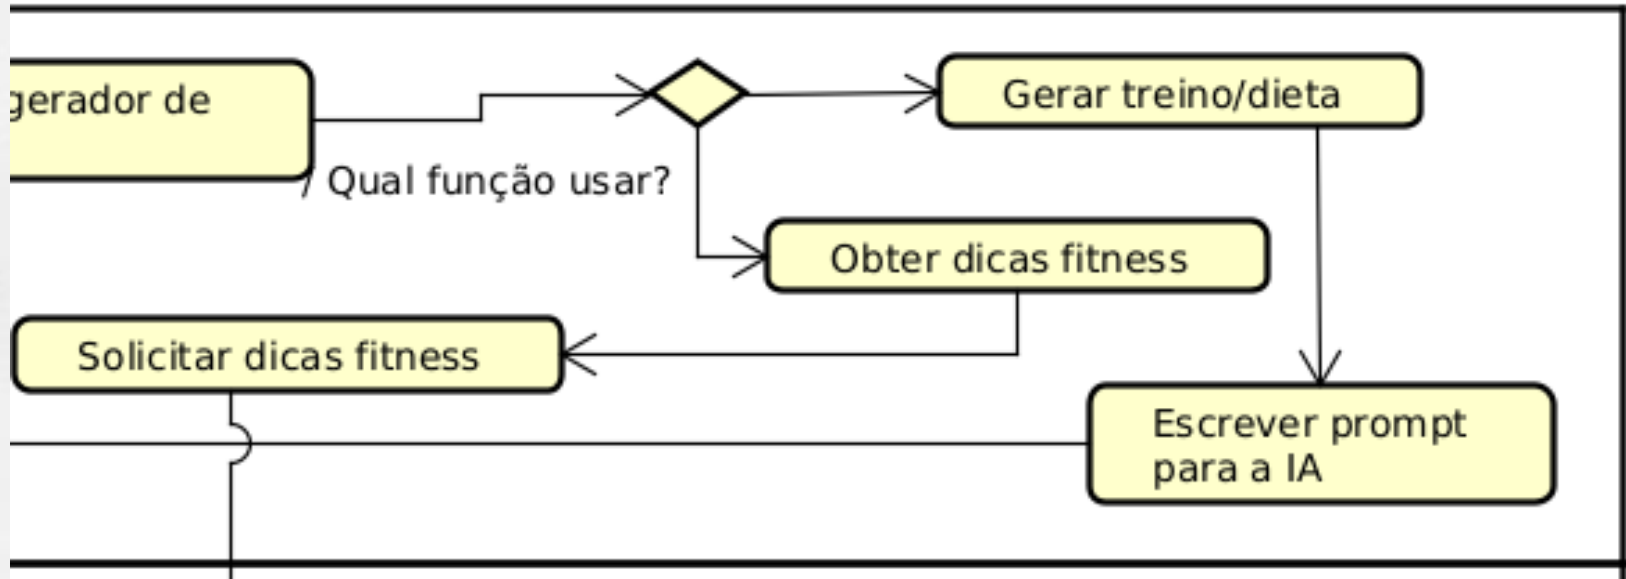 gerador de
Gerar treino/dieta
Qual função usar?
Obter dicas fitness
Solicitar dicas fitness
Escrever prompt
para a IA